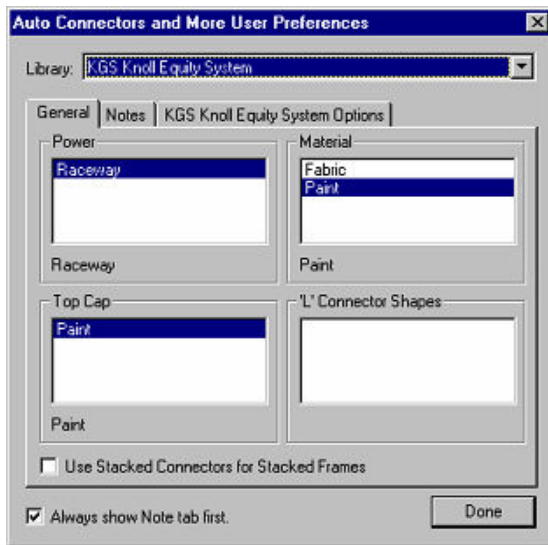 Auto Connectors and More User Preferences
Library: KGS Knoll Equity System
General Notes KGS Knoll Equity System Options
Power
Raceway
Raceway
Material
Fabric
Paint
Paint
Top Cap
Paint
Paint
'L' Connector Shapes
Use Stacked Connectors for Stacked Frames
Always show Note tab first.
Done